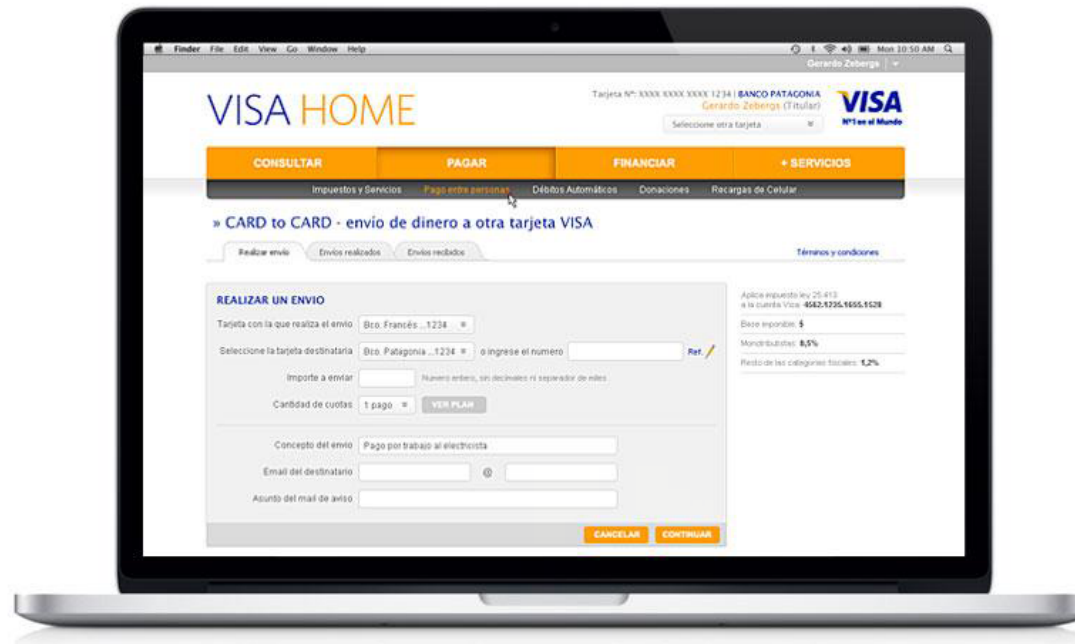 Finder File Edit View Go Window Help Mon 10:50 AM
Gerardo Zebergs
VISA HOME
Tarjeta Nº: XXXX XXXX XXXX 1234 | BANCO PATAGONIA
Gerardo Zebergs (Titular)
Seleccione otra tarjeta
VISA
Nº1 en el Mundo
CONSULTAR PAGAR FINANCIAR + SERVICIOS
Impuestos y Servicios Pago entre personas Débitos Automáticos Donaciones Recargas de Celular
» CARD to CARD - envío de dinero a otra tarjeta VISA
Realizar envío Envíos realizados Envíos recibidos Términos y condiciones
REALIZAR UN ENVIO
Tarjeta con la que realiza el envio Bco. Francés ...1234
Seleccione la tarjeta destinataria Bco. Patagonia ...1234 o ingrese el numero Ref.
Importe a enviar Numero entero, sin decimales ni separador de miles
Cantidad de cuotas 1 pago VER PLAN
Concepto del envio Pago por trabajo al electricista
Email del destinatario @
Asunto del mail de aviso
CANCELAR CONTINUAR
Aplica impuesto ley 25.413
a la cuenta Visa 4562.1235.1655.1528
Base imponible: $
Monotributistas: 8,5%
Resto de las categorias fiscales: 1,2%